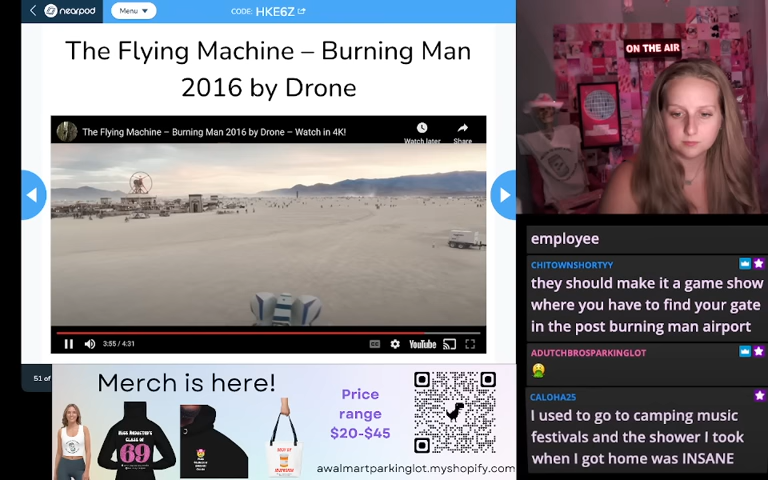 nearpod
Menu
CODE: HKE6Z
The Flying Machine – Burning Man
2016 by Drone
The Flying Machine – Burning Man 2016 by Drone – Watch in 4K!
Watch later
Share
3:55 / 4:31
YouTube
51 of
ON THE AIR
employee
CHITOWNSHORTYY
they should make it a game show
where you have to find your gate
in the post burning man airport
ADUTCHBROSPARKINGLOT
CALOHA25
I used to go to camping music
festivals and the shower I took
when I got home was INSANE
Merch is here!
Price
range
$20-$45
CLASS OF
69
awalmartparkinglot.myshopify.com